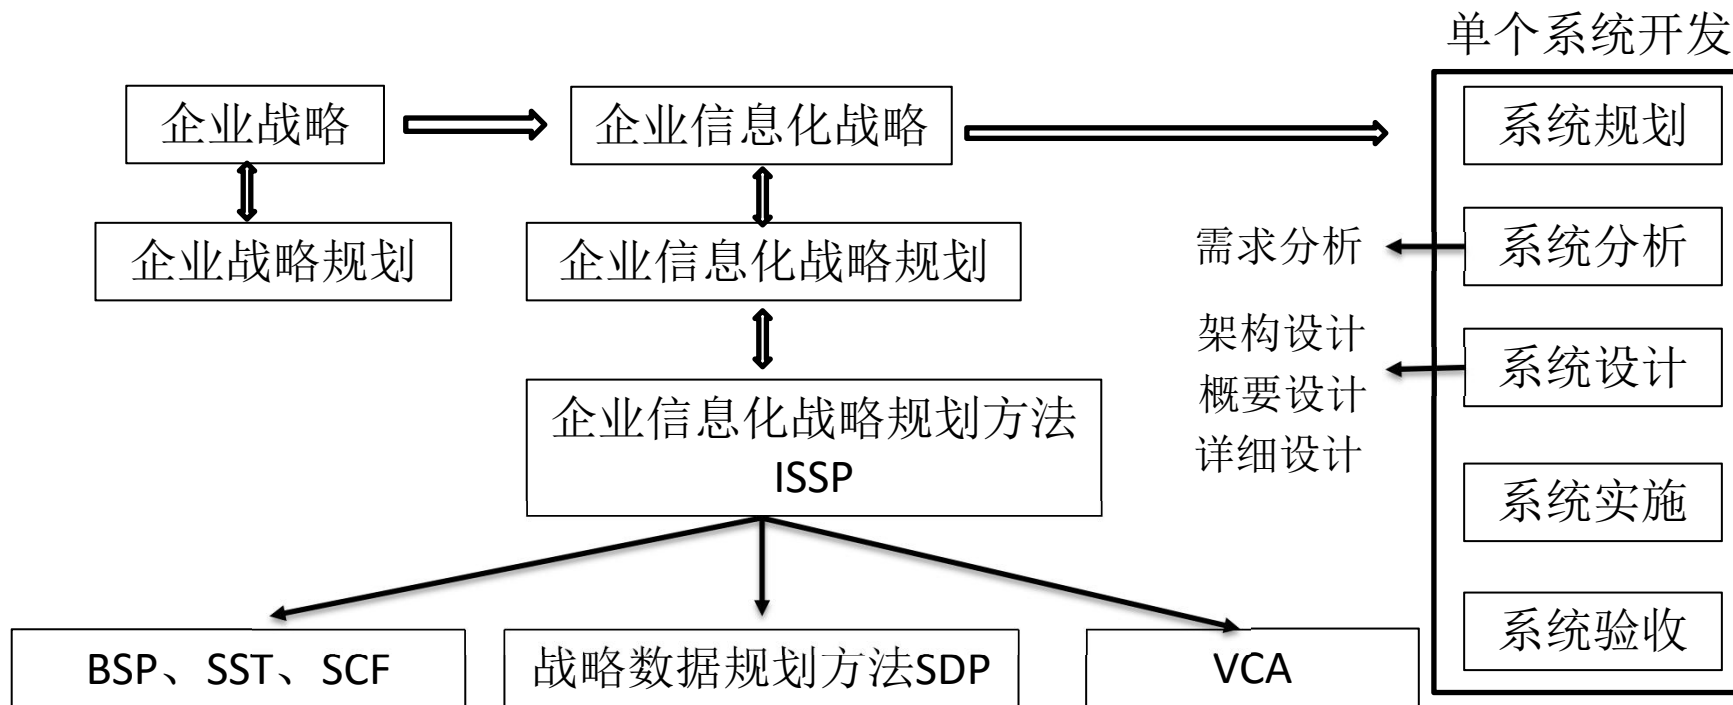 单个系统开发
企业战略
企业信息化战略
系统规划
企业战略规划
企业信息化战略规划
需求分析
系统分析
架构设计
概要设计
详细设计
系统设计
企业信息化战略规划方法
ISSP
系统实施
BSP、SST、SCF
战略数据规划方法SDP
VCA
系统验收